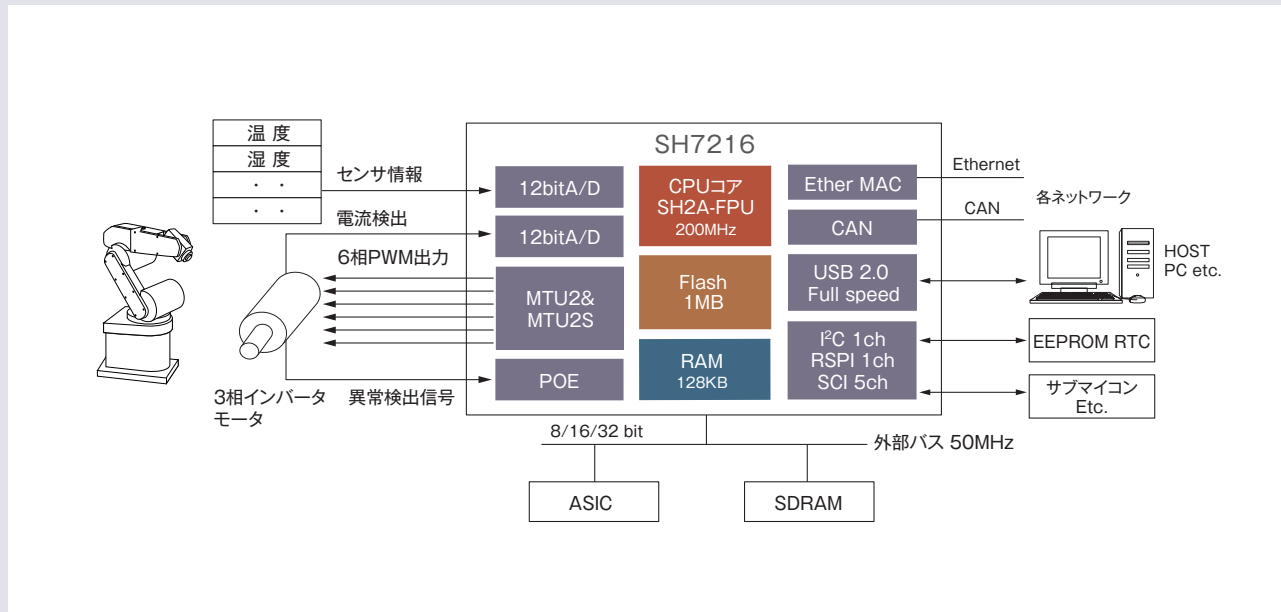 温 度
湿 度
・ ・
・ ・
センサ情報
電流検出
6相PWM出力
3相インバータ
モータ
異常検出信号
SH7216
12bitA/D
12bitA/D
MTU2&
MTU2S
POE
CPUコア
SH2A-FPU
200MHz
Flash
1MB
RAM
128KB
Ether MAC
CAN
USB 2.0
Full speed
I²C 1ch
RSPI 1ch
SCI 5ch
Ethernet
CAN
各ネットワーク
HOST
PC etc.
EEPROM RTC
サブマイコン
Etc.
8/16/32 bit
外部バス 50MHz
ASIC
SDRAM